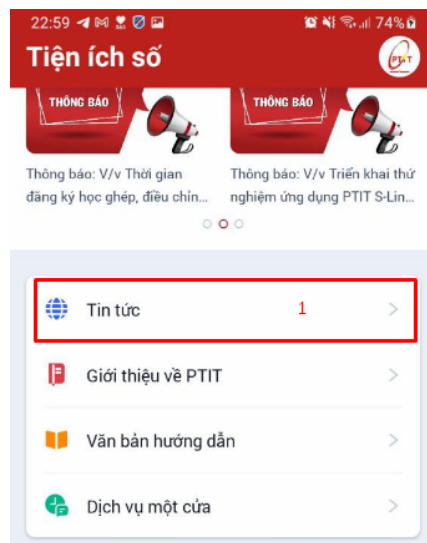 22:59 74%
Tiện ích số
PTIT
THÔNG BÁO THÔNG BÁO
Thông báo: V/v Thời gian
đăng ký học ghép, điều chỉn...
Thông báo: V/v Triển khai thứ
nghiệm ứng dụng PTIT S-Lin...
Tin tức 1
Giới thiệu về PTIT
Văn bản hướng dẫn
Dịch vụ một cửa